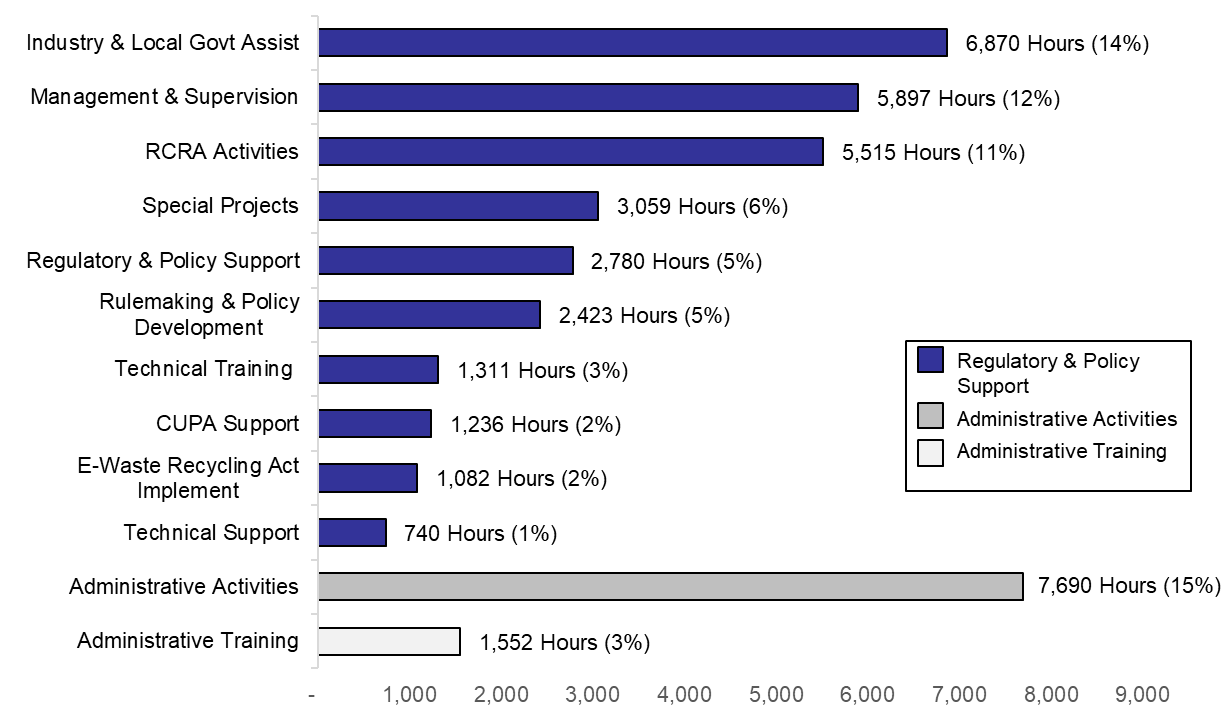 Industry & Local Govt Assist
6,870 Hours (14%)
Management & Supervision
5,897 Hours (12%)
RCRA Activities
5,515 Hours (11%)
Special Projects
3,059 Hours (6%)
Regulatory & Policy Support
2,780 Hours (5%)
Rulemaking & Policy
Development
2,423 Hours (5%)
Technical Training
1,311 Hours (3%)
CUPA Support
1,236 Hours (2%)
E-Waste Recycling Act
Implement
1,082 Hours (2%)
Technical Support
740 Hours (1%)
Administrative Activities
7,690 Hours (15%)
Administrative Training
1,552 Hours (3%)
Regulatory & Policy
Support
Administrative Activities
Administrative Training
- 1,000 2,000 3,000 4,000 5,000 6,000 7,000 8,000 9,000